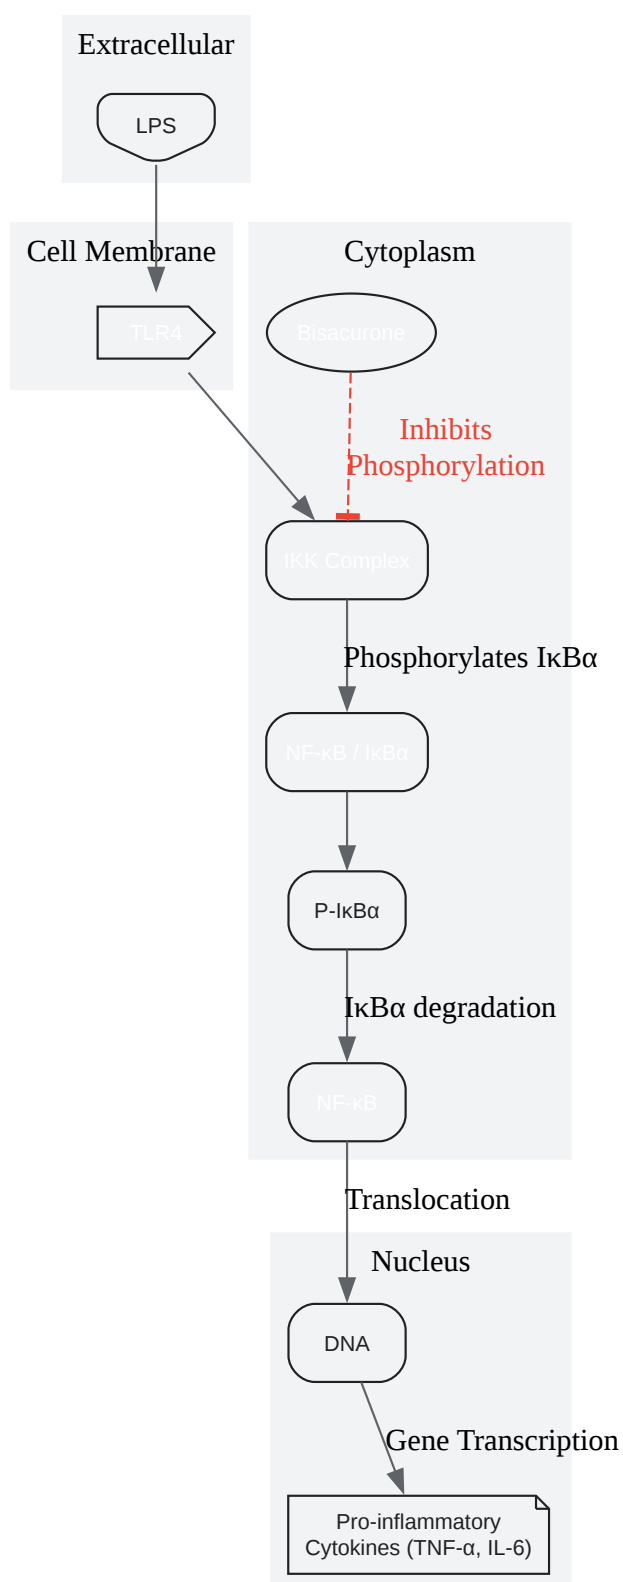 Extracellular
LPS
Cell Membrane
TLR4
Cytoplasm
Bisacurone
Inhibits
Phosphorylation
IKK Complex
Phosphorylates IκBα
NF-κB / IκBα
P-IκBα
IκBα degradation
NF-κB
Translocation
Nucleus
DNA
Gene Transcription
Pro-inflammatory
Cytokines (TNF-α, IL-6)